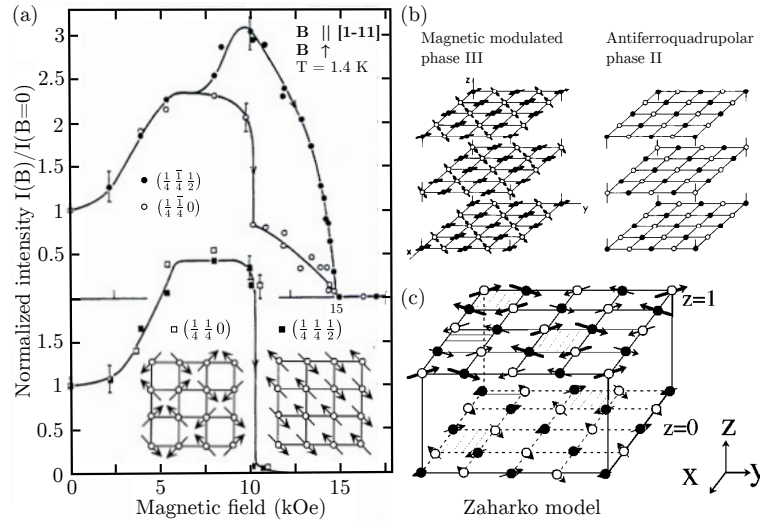 (a)
Normalized intensity I(B)/I(B=0)
3
2.5
2
1.5
1
0.5
1.5
1
0.5
0
B || [1-11]
B ↑
T = 1.4 K
● (1/4 1̅/4 1/2)
○ (1/4 1̅/4 0)
15
□ (1/4 1/4 0)
■ (1/4 1/4 1/2)
0
5
10
15
Magnetic field (kOe)
(b)
Magnetic modulated
phase III
Antiferroquadrupolar
phase II
z
y
x
(c)
z=1
z=0
z
x
y
Zaharko model